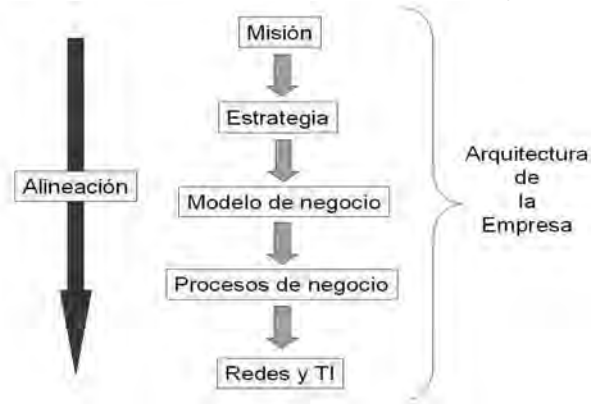 Misión
Estrategia
Alineación
Modelo de negocio
Procesos de negocio
Redes y TI
Arquitectura
de
la
Empresa